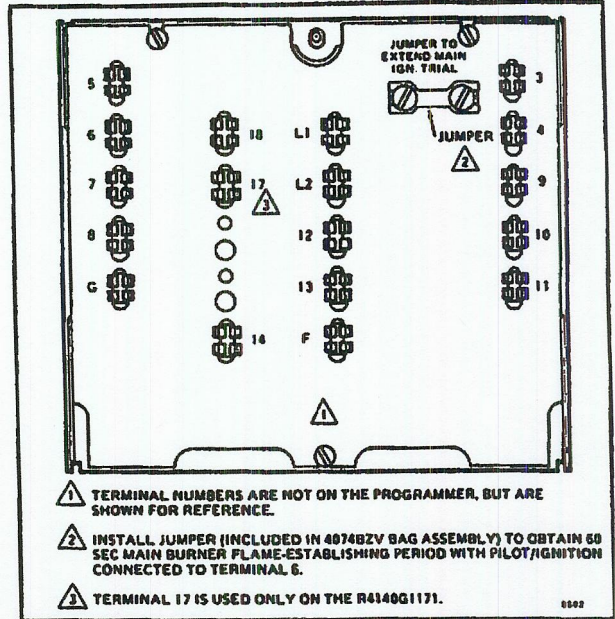 JUMPER TO
EXTEND MAIN
IGN. TRIAL
JUMPER
2
5
6
7
8
G
18
17
3
14
L1
L2
12
13
F
3
4
9
10
11
1
1 TERMINAL NUMBERS ARE NOT ON THE PROGRAMMER, BUT ARE
SHOWN FOR REFERENCE.
2 INSTALL JUMPER (INCLUDED IN 4074BZV BAG ASSEMBLY) TO OBTAIN 60
SEC MAIN BURNER FLAME-ESTABLISHING PERIOD WITH PILOT/IGNITION
CONNECTED TO TERMINAL 6.
3 TERMINAL 17 IS USED ONLY ON THE R4140G1171.